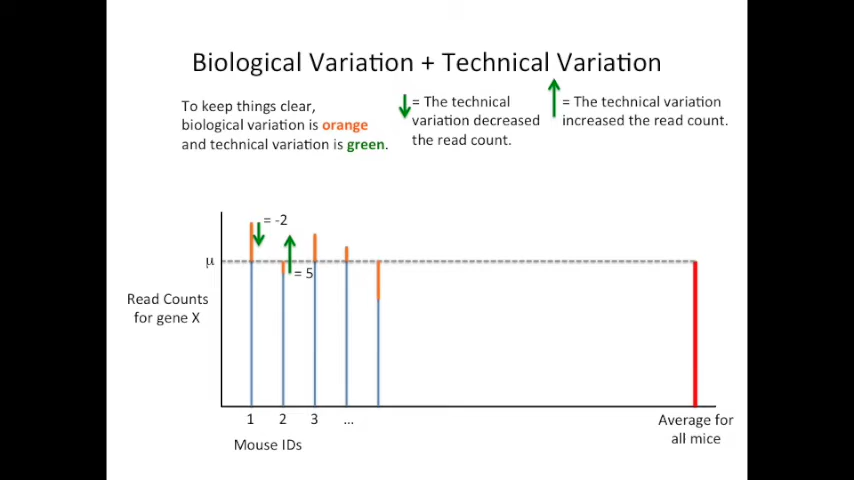 Biological Variation + Technical Variation
To keep things clear,
biological variation is orange
and technical variation is green.
= The technical
variation decreased
the read count.
= The technical variation
increased the read count.
= -2
= 5
μ
Read Counts
for gene X
1 2 3 ...
Mouse IDs
Average for
all mice